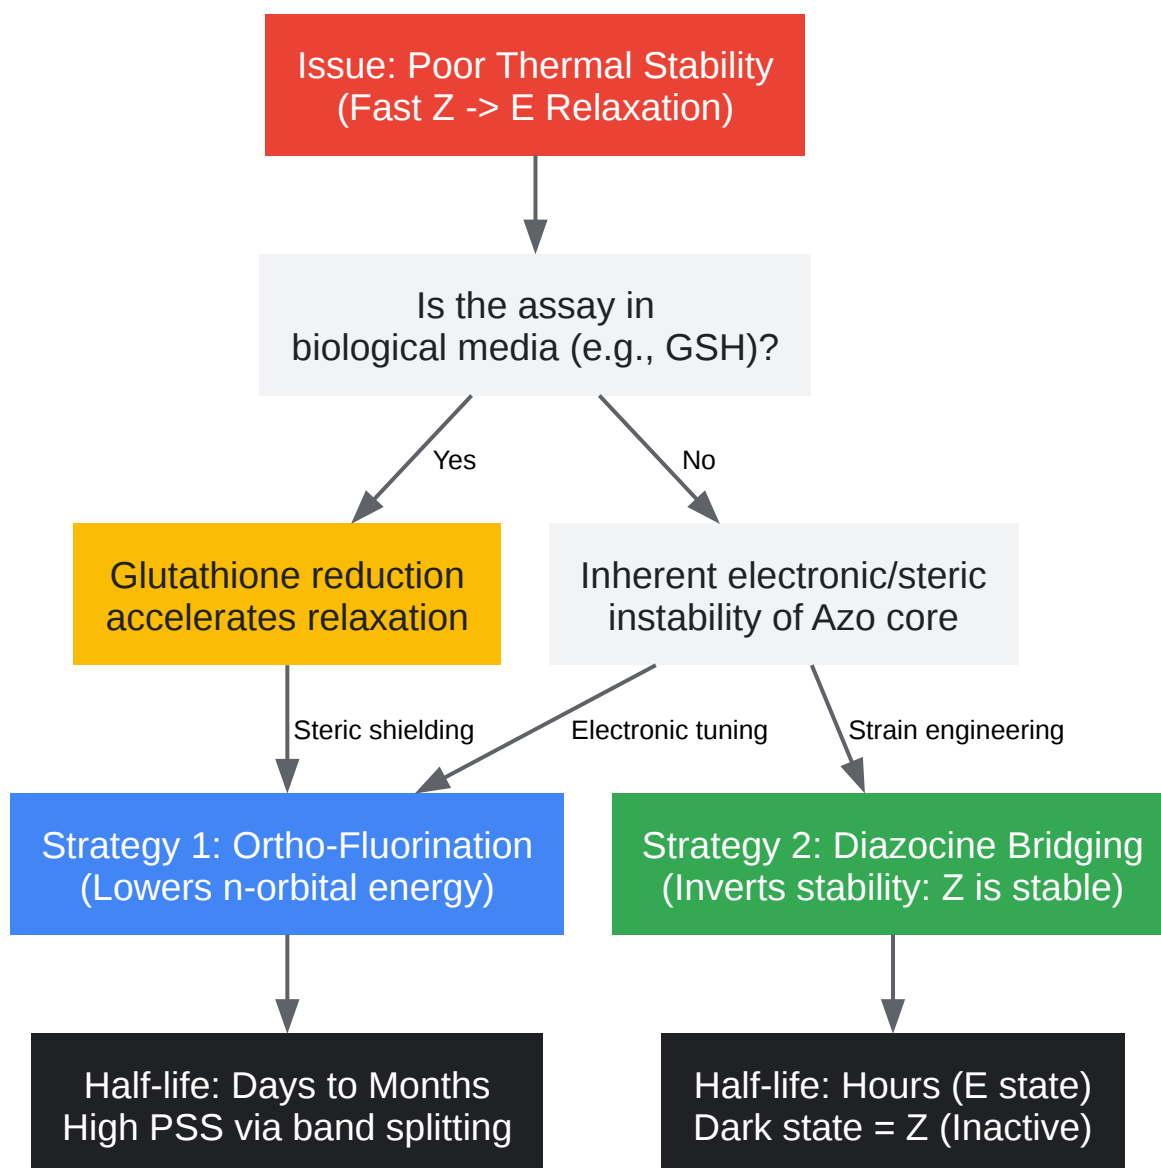 Issue: Poor Thermal Stability
(Fast Z -> E Relaxation)
Is the assay in
biological media (e.g., GSH)?
Yes
No
Glutathione reduction
accelerates relaxation
Inherent electronic/steric
instability of Azo core
Steric shielding
Electronic tuning
Strain engineering
Strategy 1: Ortho-Fluorination
(Lowers n-orbital energy)
Strategy 2: Diazocine Bridging
(Inverts stability: Z is stable)
Half-life: Days to Months
High PSS via band splitting
Half-life: Hours (E state)
Dark state = Z (Inactive)